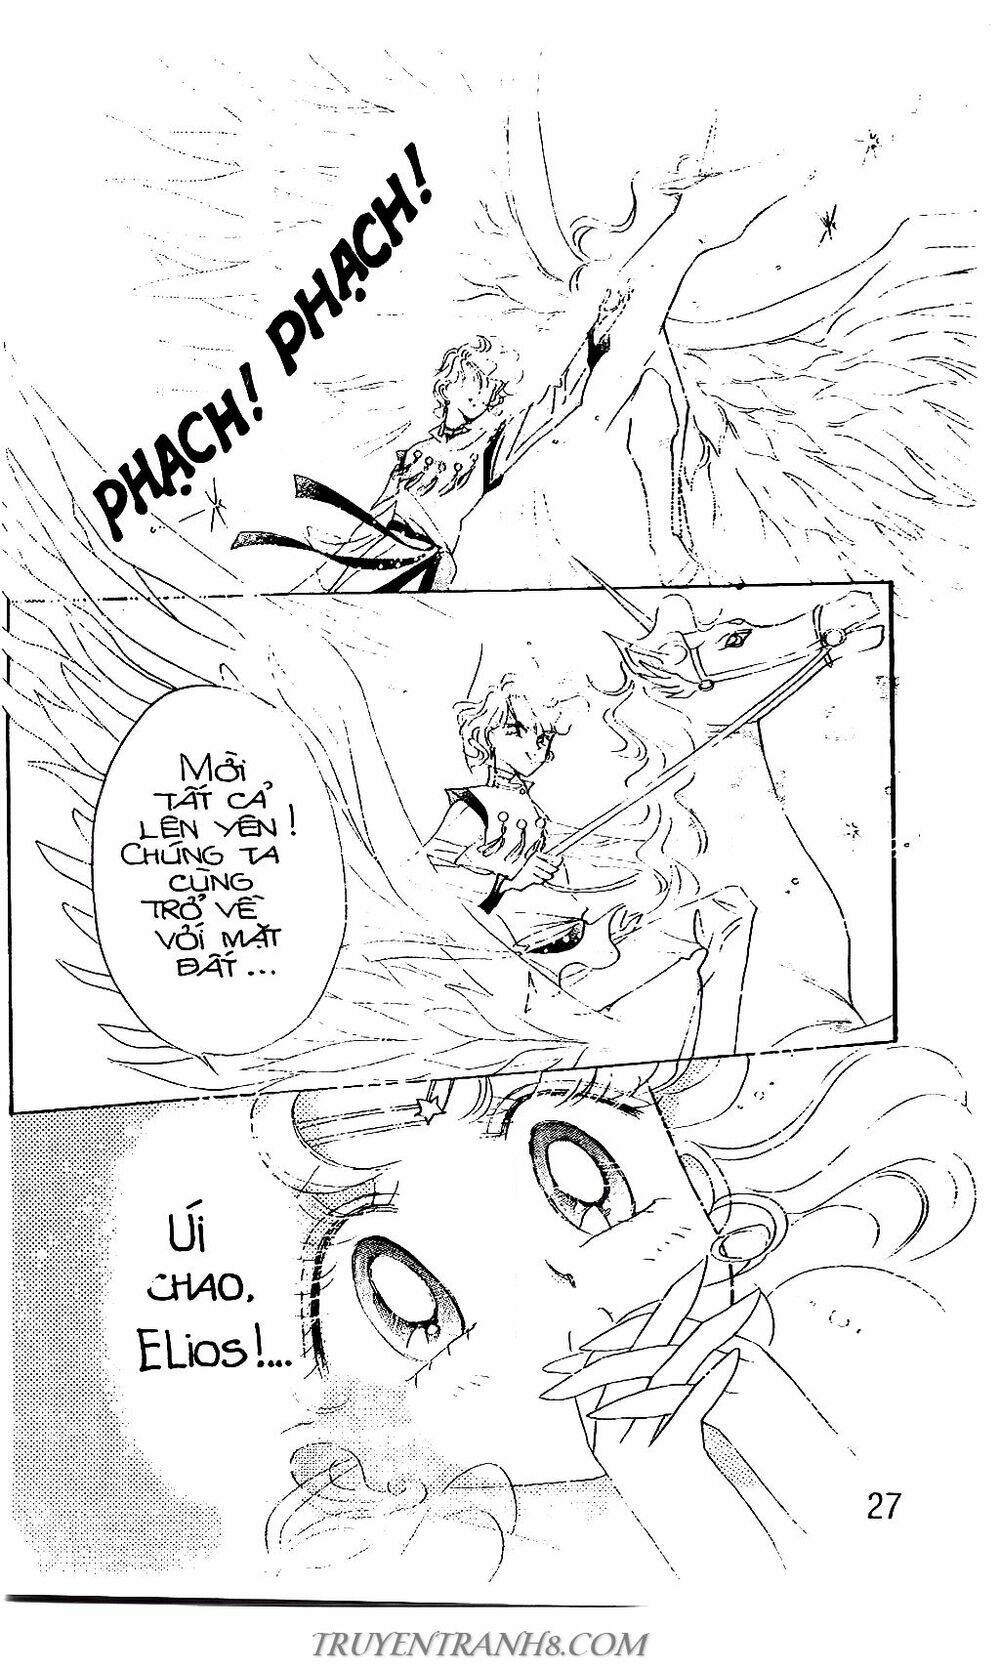 PHẠCH! PHẠCH!
MỜI
TẤT CẢ
LÊN YÊN!
CHÚNG TA
CÙNG
TRỞ VỀ
VỚI MẶT
ĐẤT...
ÚI
CHAO,
ELIOS!...
27
TRUYENTRANH8.COM